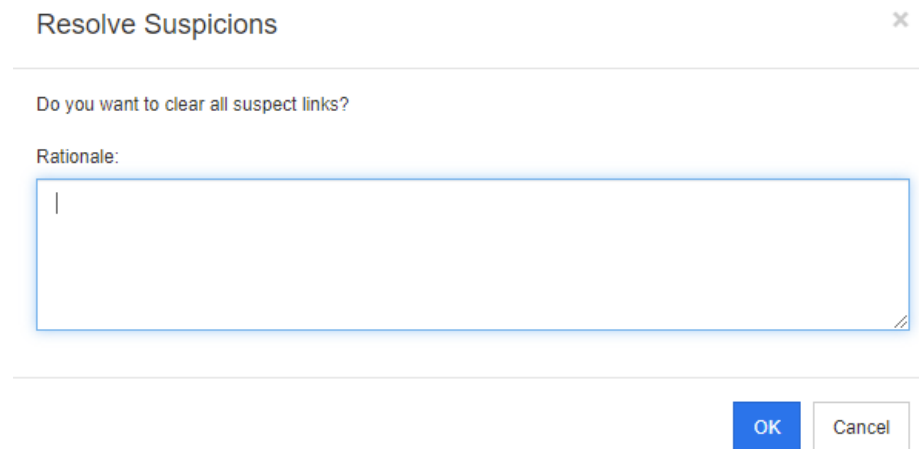 Resolve Suspicions
×
Do you want to clear all suspect links?
Rationale:
OK
Cancel